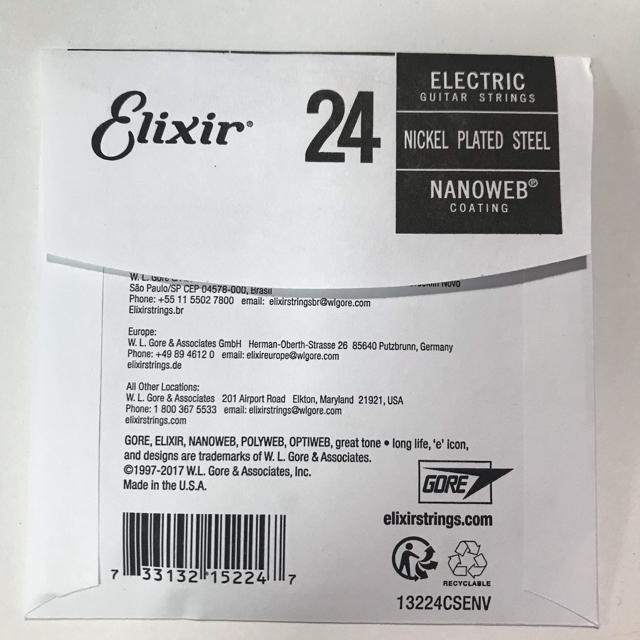 Elixir®
24
ELECTRIC
GUITAR STRINGS
NICKEL PLATED STEEL
NANOWEB®
COATING
W. L. Gore
São Paulo/SP CEP 04578-000, Brasil
Phone: +55 11 5502 7800 email: elixirstringsbr@wlgore.com
Elixirstrings.br
Europe:
W. L. Gore & Associates GmbH Herman-Oberth-Strasse 26 85640 Putzbrunn, Germany
Phone: +49 89 4612 0 email: elixireurope@wlgore.com
elixirstrings.de
All Other Locations:
W. L. Gore & Associates 201 Airport Road Elkton, Maryland 21921, USA
Phone: 1 800 367 5533 email: elixirstrings@wlgore.com
elixirstrings.com
GORE, ELIXIR, NANOWEB, POLYWEB, OPTIWEB, great tone • long life, 'e' icon,
and designs are trademarks of W. L. Gore & Associates.
©1997-2017 W.L. Gore & Associates, Inc.
Made in the U.S.A.
GORE
elixirstrings.com
7 33132 15224 7
RECYCLABLE
13224CSENV